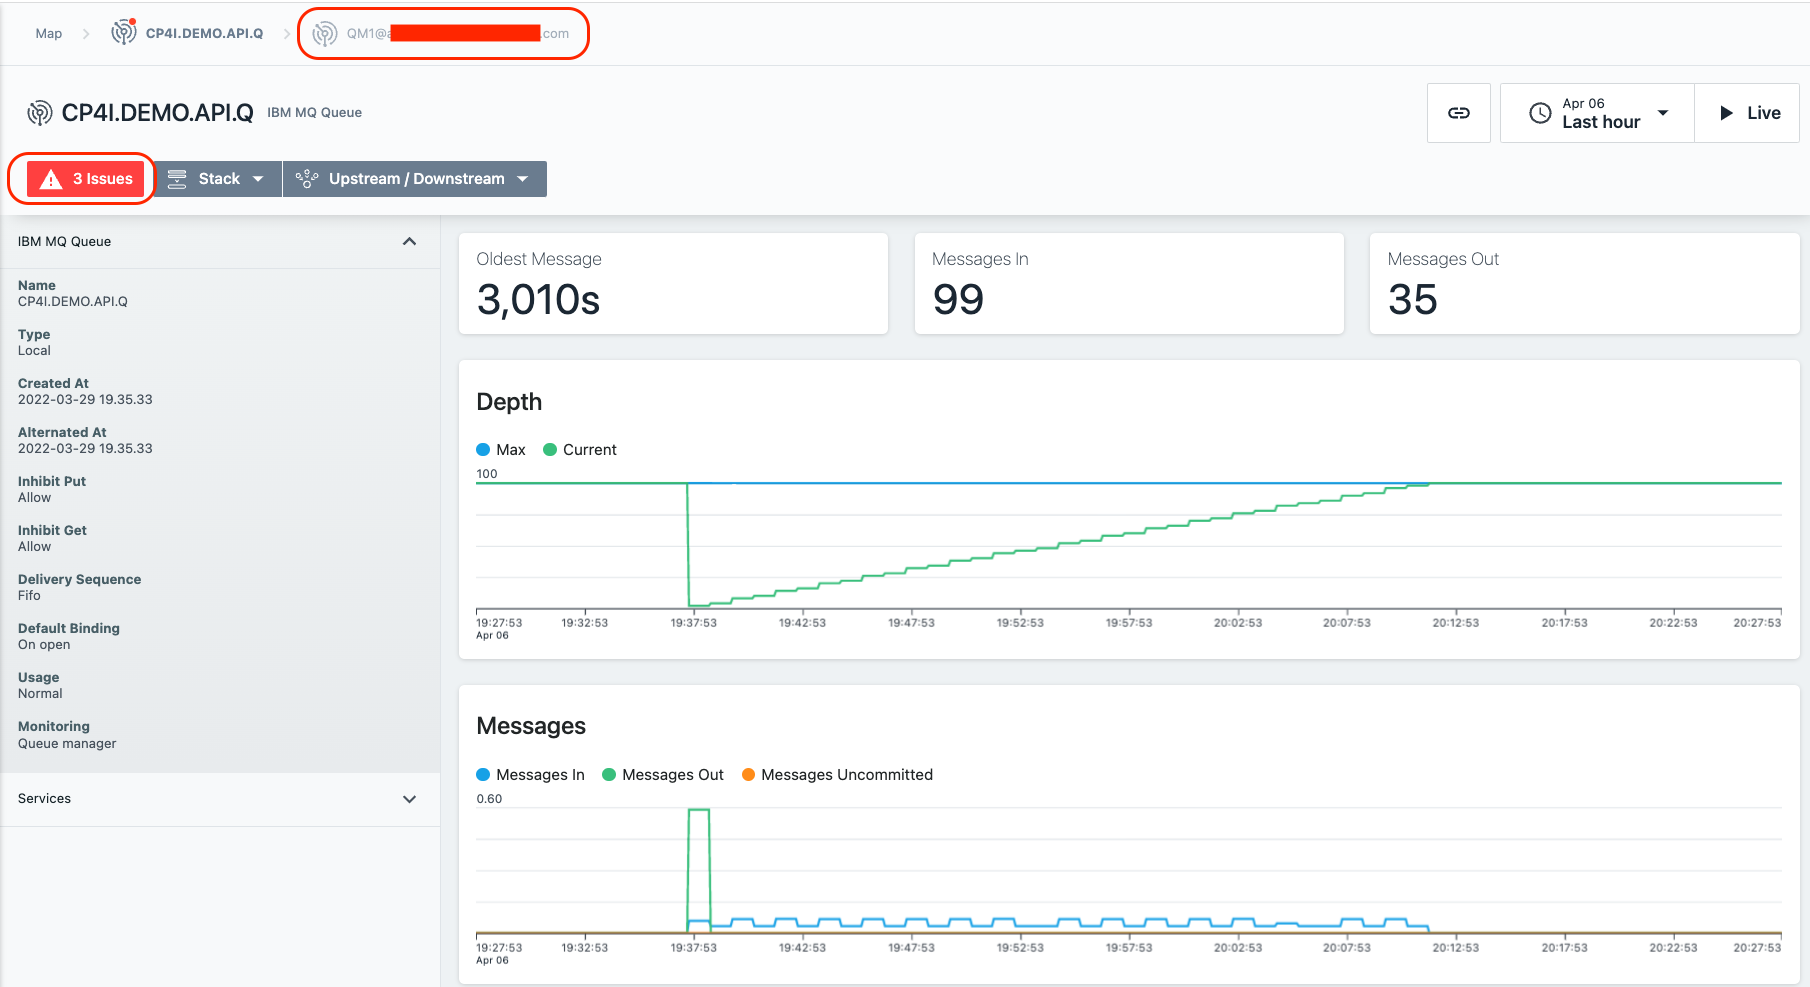 Map CP4I.DEMO.API.Q QM1@a .com
CP4I.DEMO.API.Q IBM MQ Queue
Apr 06
Last hour
Live
3 Issues Stack Upstream / Downstream
IBM MQ Queue
Name
CP4I.DEMO.API.Q
Type
Local
Created At
2022-03-29 19.35.33
Alternated At
2022-03-29 19.35.33
Inhibit Put
Allow
Inhibit Get
Allow
Delivery Sequence
Fifo
Default Binding
On open
Usage
Normal
Monitoring
Queue manager
Services
Oldest Message
3,010s
Messages In
99
Messages Out
35
Depth
Max Current
100
19:27:53 19:32:53 19:37:53 19:42:53 19:47:53 19:52:53 19:57:53 20:02:53 20:07:53 20:12:53 20:17:53 20:22:53 20:27:53
Apr 06
Messages
Messages In Messages Out Messages Uncommitted
0.60
19:27:53 19:32:53 19:37:53 19:42:53 19:47:53 19:52:53 19:57:53 20:02:53 20:07:53 20:12:53 20:17:53 20:22:53 20:27:53
Apr 06